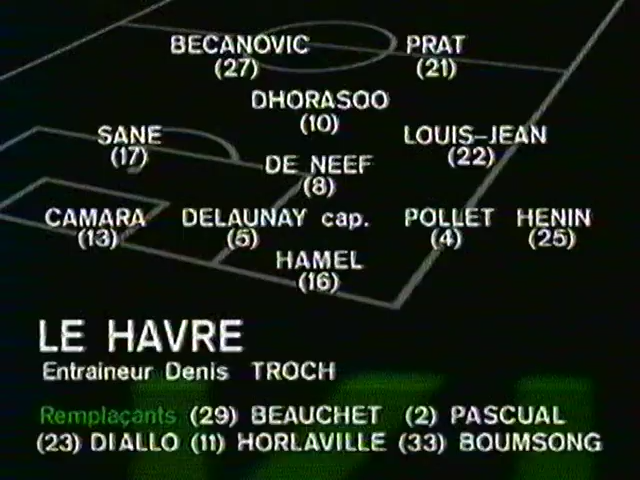 BECANOVIC PRAT
(27) (21)
DHORASOO
(10)
SANE LOUIS-JEAN
(17) (22)
DE NEEF
(8)
CAMARA DELAUNAY cap. POLLET HENIN
(13) (5) (4) (25)
HAMEL
(16)
LE HAVRE
Entraineur Denis TROCH
Remplaçants (29) BEAUCHET (2) PASCUAL
(23) DIALLO (11) HORLAVILLE (33) BOUMSONG